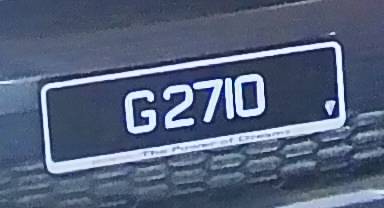 G2710
The Power of Dreams